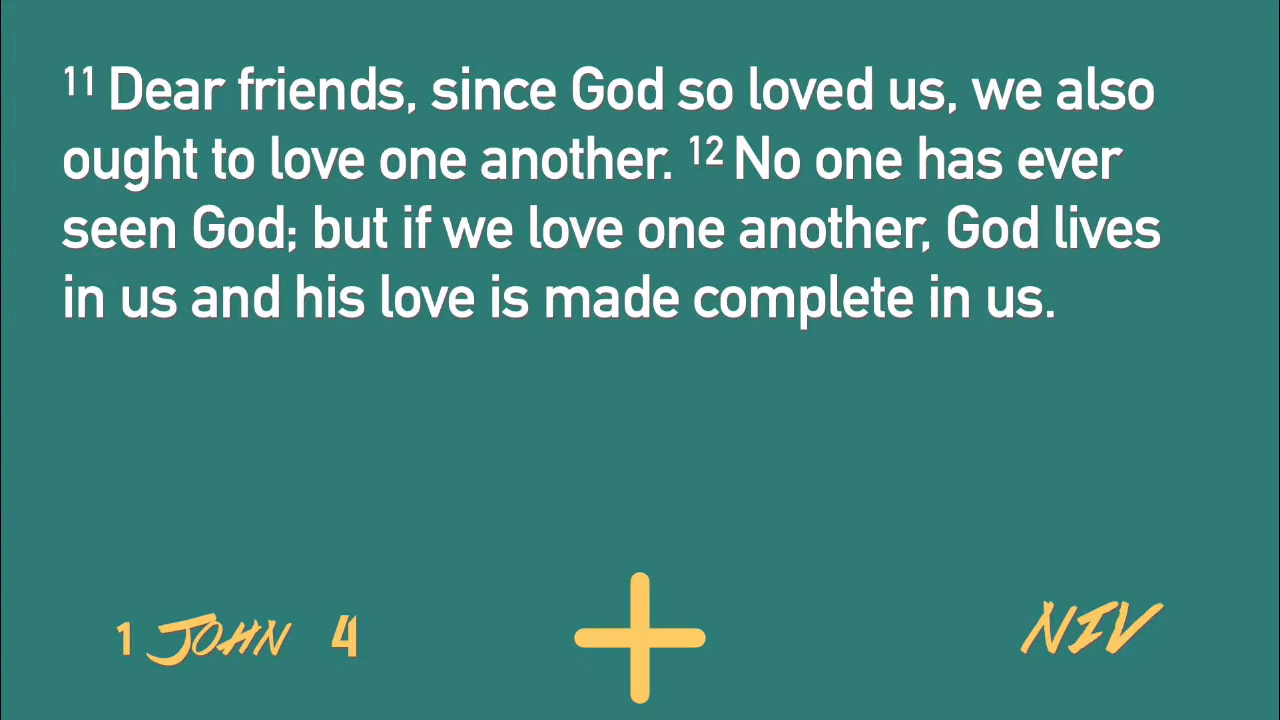 11 Dear friends, since God so loved us, we also
ought to love one another. 12 No one has ever
seen God; but if we love one another, God lives
in us and his love is made complete in us.
1 JOHN 4
NIV